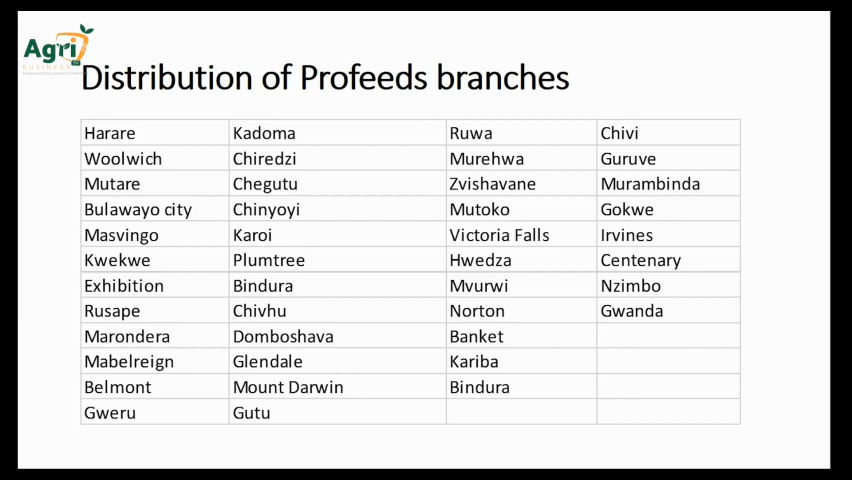 Agri
BUSINESS TV
Distribution of Profeeds branches
Harare Kadoma Ruwa Chivi
Woolwich Chiredzi Murehwa Guruve
Mutare Chegutu Zvishavane Murambinda
Bulawayo city Chinyoyi Mutoko Gokwe
Masvingo Karoi Victoria Falls Irvines
Kwekwe Plumtree Hwedza Centenary
Exhibition Bindura Mvurwi Nzimbo
Rusape Chivhu Norton Gwanda
Marondera Domboshava Banket
Mabelreign Glendale Kariba
Belmont Mount Darwin Bindura
Gweru Gutu